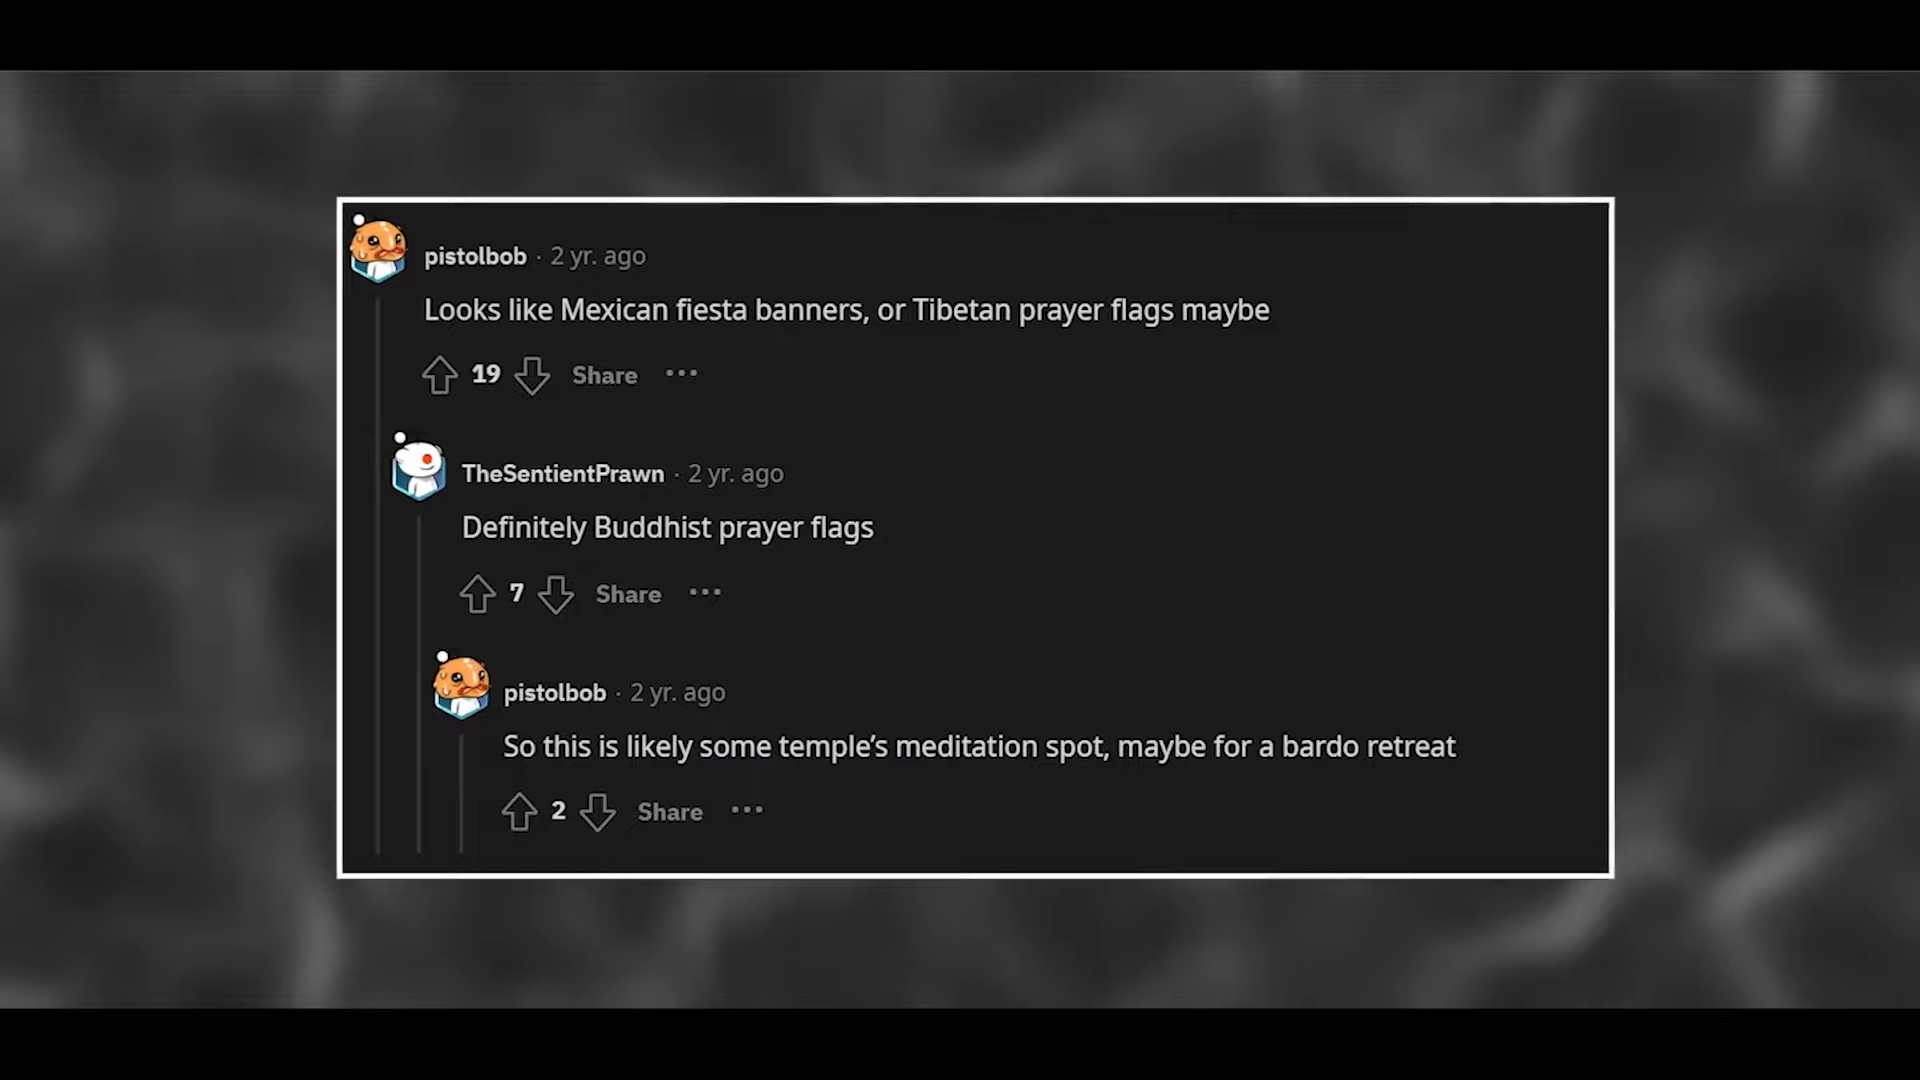 pistolbob · 2 yr. ago
Looks like Mexican fiesta banners, or Tibetan prayer flags maybe
19 Share ···
TheSentientPrawn · 2 yr. ago
Definitely Buddhist prayer flags
7 Share ···
pistolbob · 2 yr. ago
So this is likely some temple’s meditation spot, maybe for a bardo retreat
2 Share ···